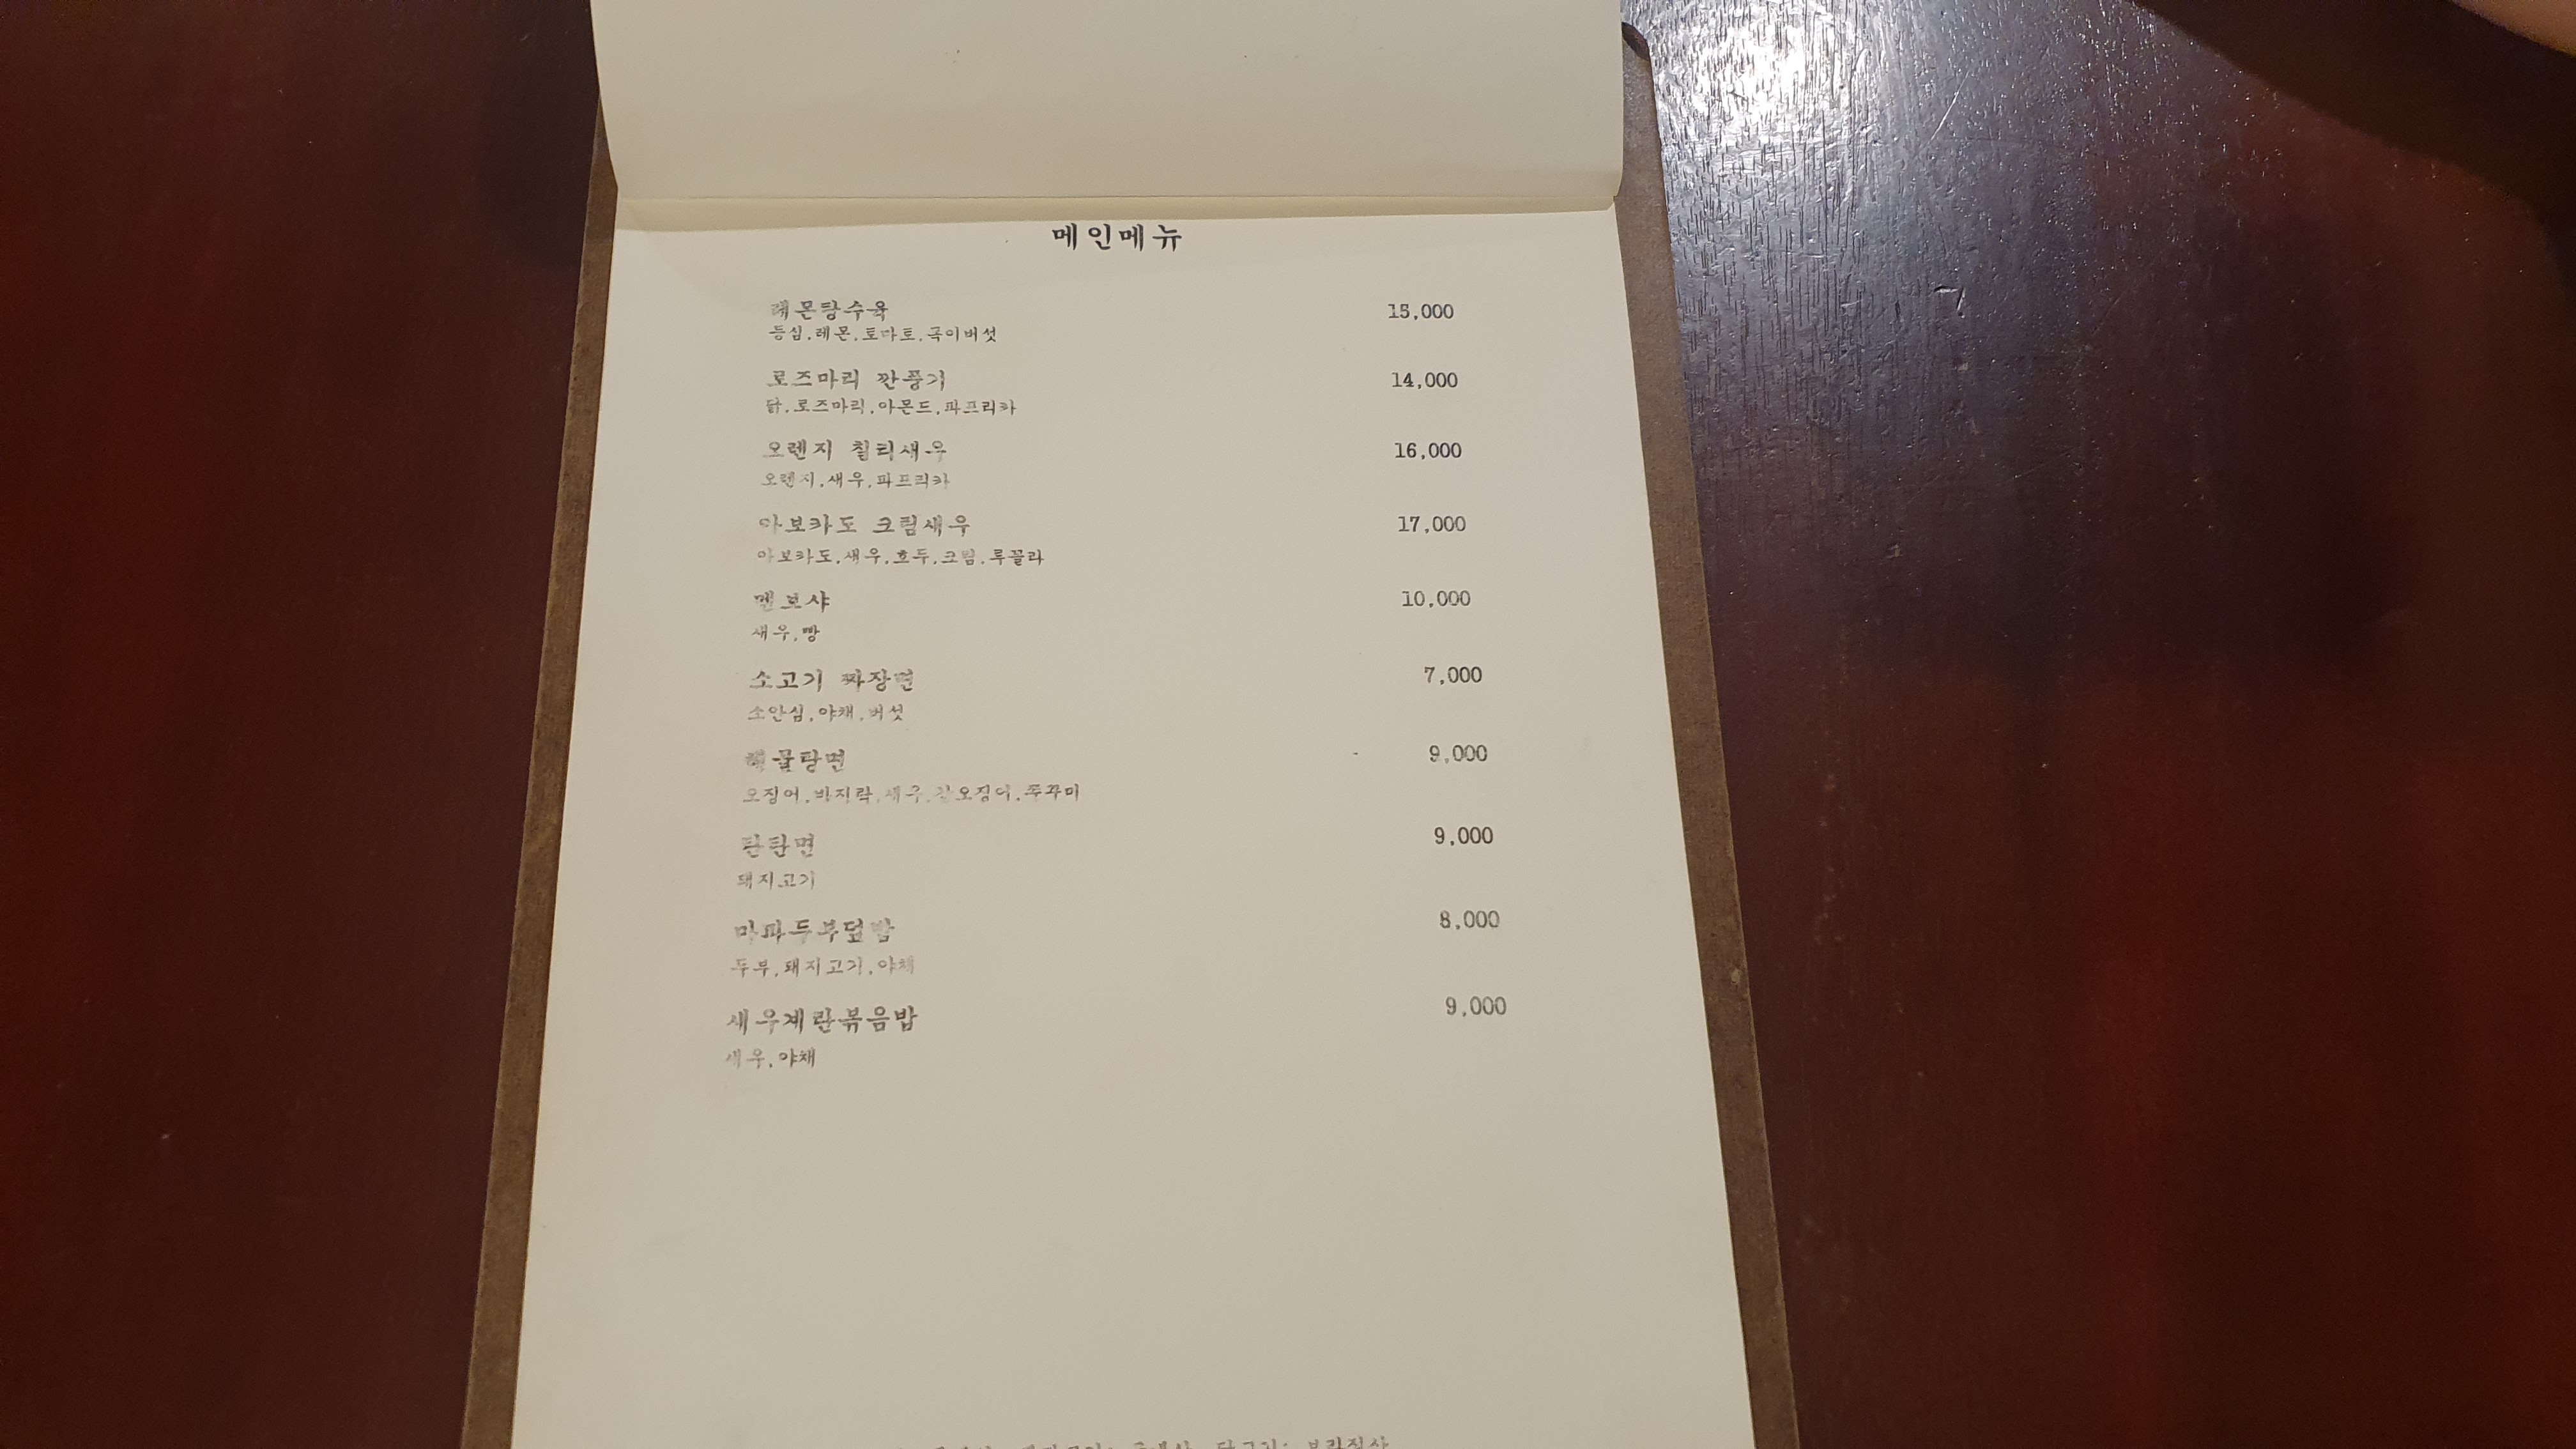 메인메뉴
레몬탕수육 15,000
등심,레몬,토마토,목이버섯
로즈마리 깐풍기 14,000
닭,로즈마리,아몬드,파프리카
오렌지 칠리새우 16,000
오렌지,새우,파프리카
아보카도 크림새우 17,000
아보카도,새우,호두,크림,루꼴라
멘보샤 10,000
새우,빵
소고기 짜장면 7,000
소안심,야채,버섯
해물탕면 9,000
오징어,바지락,새우,갑오징어,쭈꾸미
탄탄면 9,000
돼지고기
마파두부덮밥 8,000
두부,돼지고기,야채
새우계란볶음밥 9,000
새우,야채